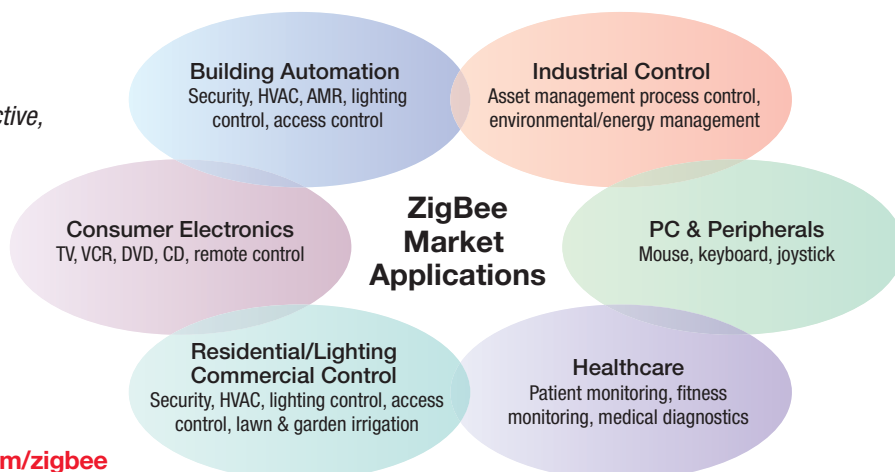 Building Automation
Security, HVAC, AMR, lighting
control, access control
Industrial Control
Asset management process control,
environmental/energy management
ctive,
Consumer Electronics
TV, VCR, DVD, CD, remote control
ZigBee
Market
Applications
PC & Peripherals
Mouse, keyboard, joystick
Residential/Lighting
Commercial Control
Security, HVAC, lighting control, access
control, lawn & garden irrigation
Healthcare
Patient monitoring, fitness
monitoring, medical diagnostics
m/zigbee